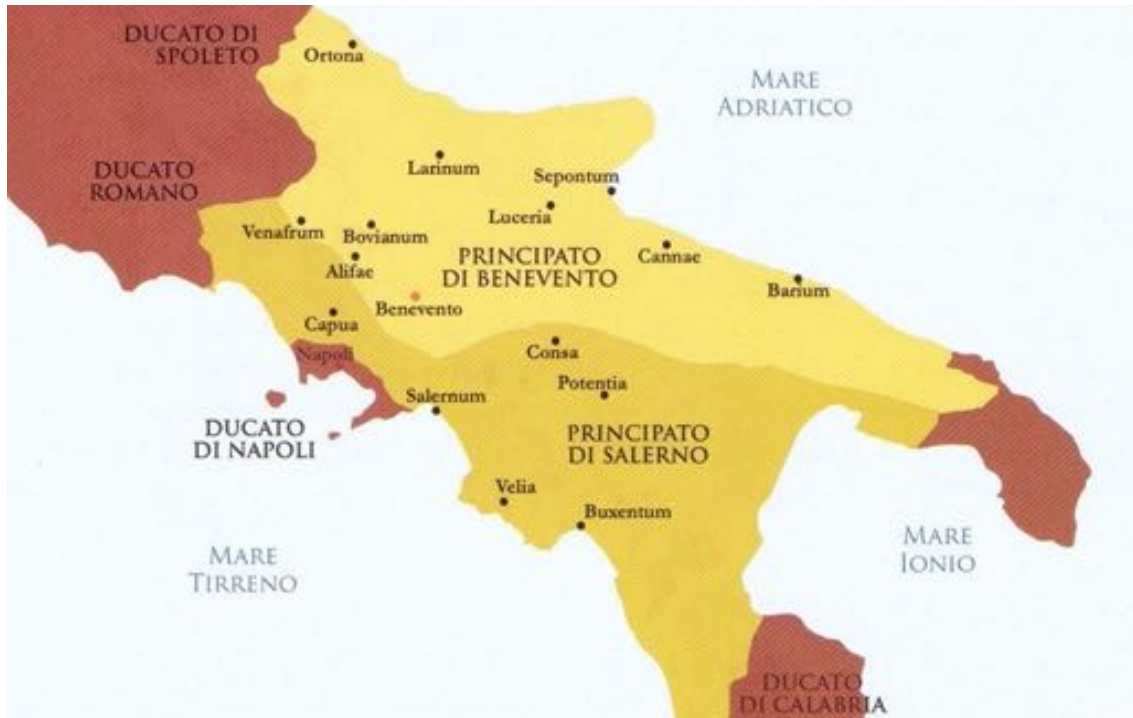 DUCATO DI
SPOLETO
Ortona
MARE
ADRIATICO
DUCATO
ROMANO
Larinum
Sepontum
Luceria
Venafrum
Bovianum
Cannae
PRINCIPATO
DI BENEVENTO
Alifae
Barium
Benevento
Capua
Napoli
Consa
Potentia
Salernum
DUCATO
DI NAPOLI
PRINCIPATO
DI SALERNO
Velia
Buxentum
MARE
IONIO
MARE
TIRRENO
DUCATO
DI CALABRIA